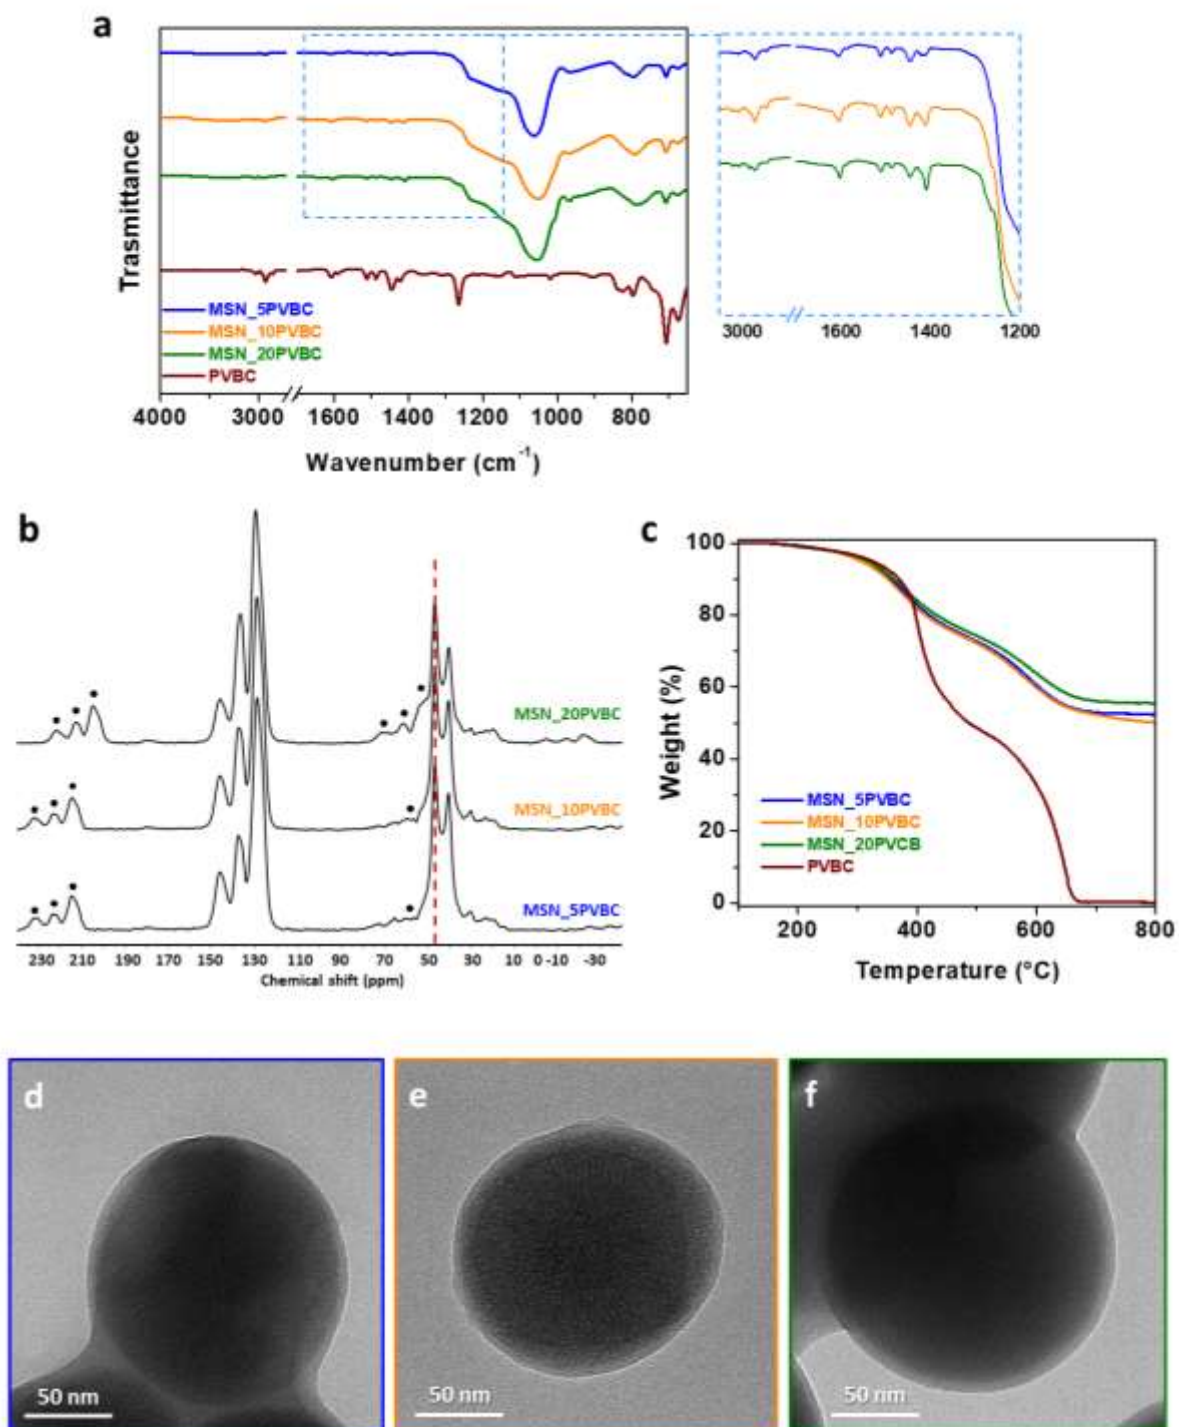 a
Trasmittance
MSN_5PVBC
MSN_10PVBC
MSN_20PVBC
PVBC
4000 3000 1600 1400 1200 1000 800
Wavenumber (cm⁻¹)
3000 1600 1400 1200
b
MSN_20PVBC
MSN_10PVBC
MSN_5PVBC
230 210 190 170 150 130 110 90 70 50 30 10 0 -10 -30
Chemical shift (ppm)
c
Weight (%)
100
80
60
40
20
0
MSN_5PVBC
MSN_10PVBC
MSN_20PVCB
PVBC
200 400 600 800
Temperature (°C)
d
50 nm
e
50 nm
f
50 nm